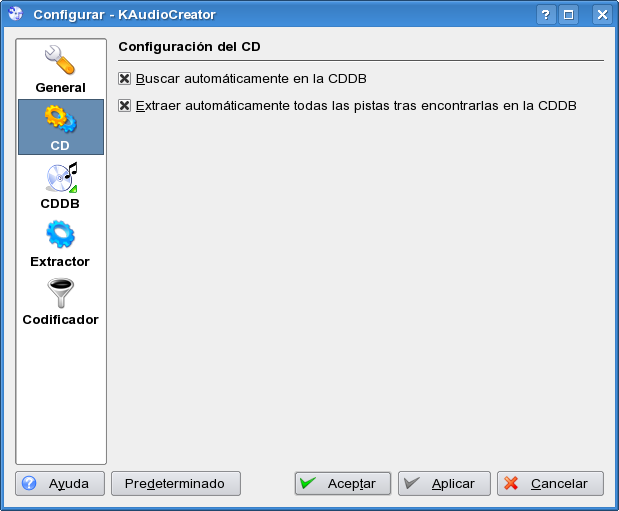 Configurar - KAudioCreator
?
General
CD
CDDB
Extractor
Codificador
Configuración del CD
Buscar automáticamente en la CDDB
Extraer automáticamente todas las pistas tras encontrarlas en la CDDB
? Ayuda
Predeterminado
Aceptar
Aplicar
Cancelar